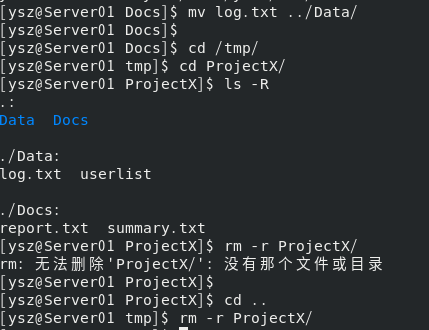 [ysz@Server01 Docs]$ mv log.txt ../Data/
[ysz@Server01 Docs]$
[ysz@Server01 Docs]$ cd /tmp/
[ysz@Server01 tmp]$ cd ProjectX/
[ysz@Server01 ProjectX]$ ls -R
.:
Data  Docs
./Data:
log.txt  userlist
./Docs:
report.txt  summary.txt
[ysz@Server01 ProjectX]$ rm -r ProjectX/
rm: 无法删除'ProjectX/': 没有那个文件或目录
[ysz@Server01 ProjectX]$
[ysz@Server01 ProjectX]$ cd ..
[ysz@Server01 tmp]$ rm -r ProjectX/